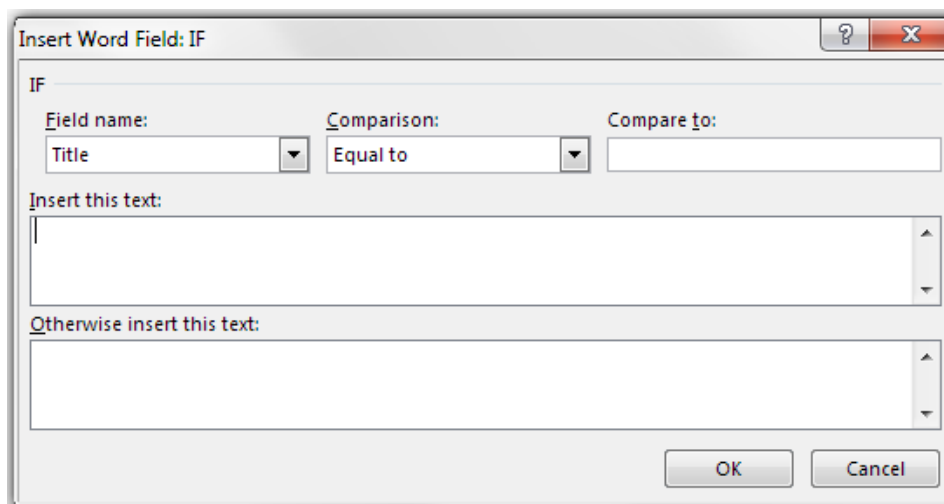 Insert Word Field: IF
IF
Field name: Comparison: Compare to:
Title Equal to
Insert this text:
Otherwise insert this text:
OK Cancel